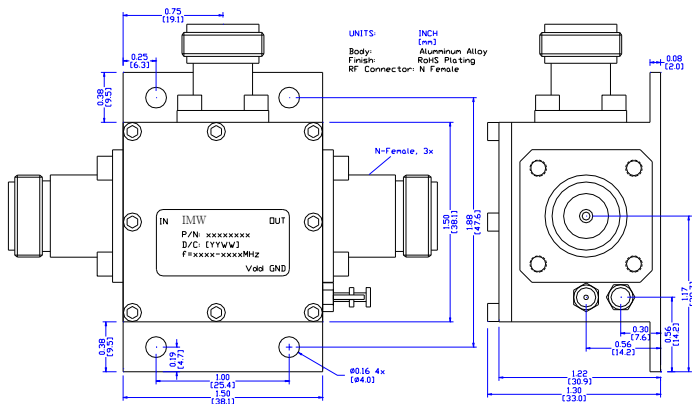 0.75
[19.1]
0.25
[6.3]
0.38
[9.5]
UNITS: INCH
[mm]
Body: Alumminum Alloy
Finish: RoHS Plating
RF Connector: N Female
0.08
[2.0]
N-Female, 3x
IN IMW OUT
P/N: xxxxxxxx
D/C: [YYWW]
f=xxxx-xxxxMHz
Vdd GND
1.50
[38.1]
1.88
[47.6]
1.17
0.38
[9.5]
0.19
[4.7]
1.00
[25.4]
1.50
[38.1]
ø0.16 4x
[ø4.0]
0.30
[7.6]
0.56
[14.2]
0.56
[14.2]
1.22
[30.9]
1.30
[33.0]